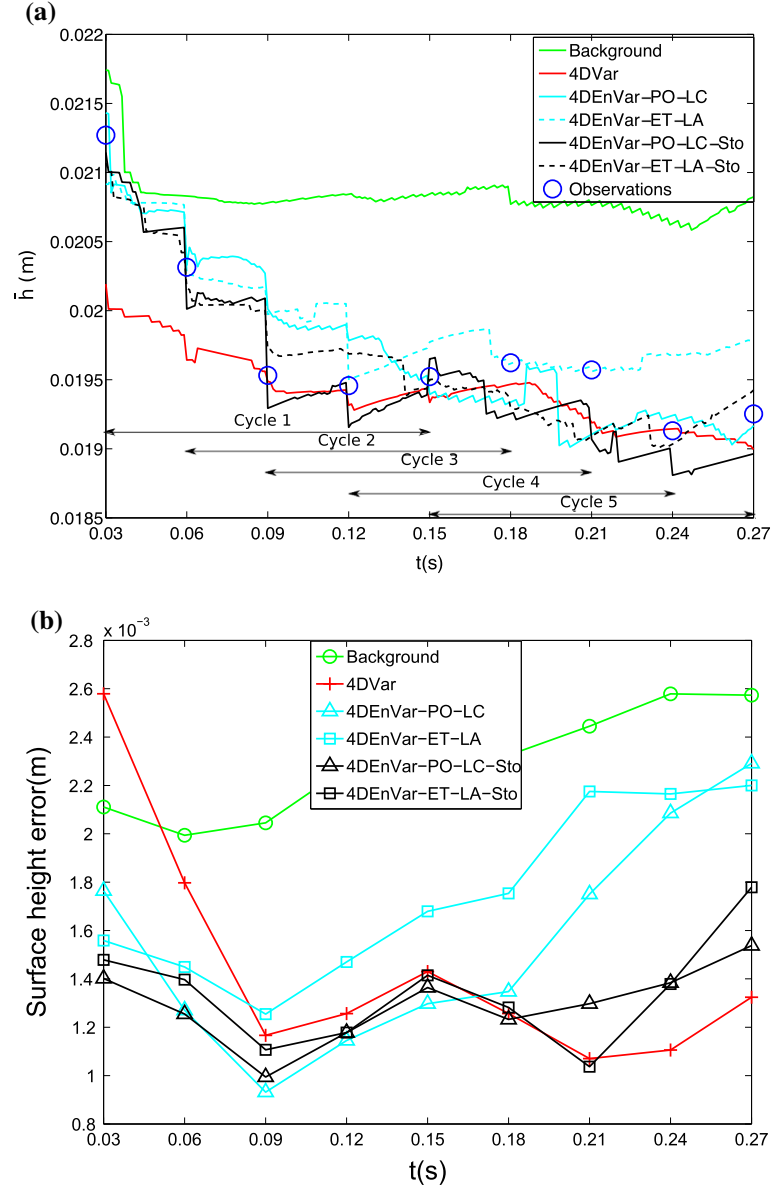 (a)
0.022
0.0215
0.021
0.0205
0.02
0.0195
0.019
0.0185
h̄ (m)
Background
4DVar
4DEnVar−PO−LC
4DEnVar−ET−LA
4DEnVar−PO−LC−Sto
4DEnVar−ET−LA−Sto
Observations
Cycle 1
Cycle 2
Cycle 3
Cycle 4
Cycle 5
0.03 0.06 0.09 0.12 0.15 0.18 0.21 0.24 0.27
t(s)
(b)
x 10⁻³
2.8
2.6
2.4
2.2
2
1.8
1.6
1.4
1.2
1
0.8
Surface height error(m)
Background
4DVar
4DEnVar−PO−LC
4DEnVar−ET−LA
4DEnVar−PO−LC−Sto
4DEnVar−ET−LA−Sto
0.03 0.06 0.09 0.12 0.15 0.18 0.21 0.24 0.27
t(s)